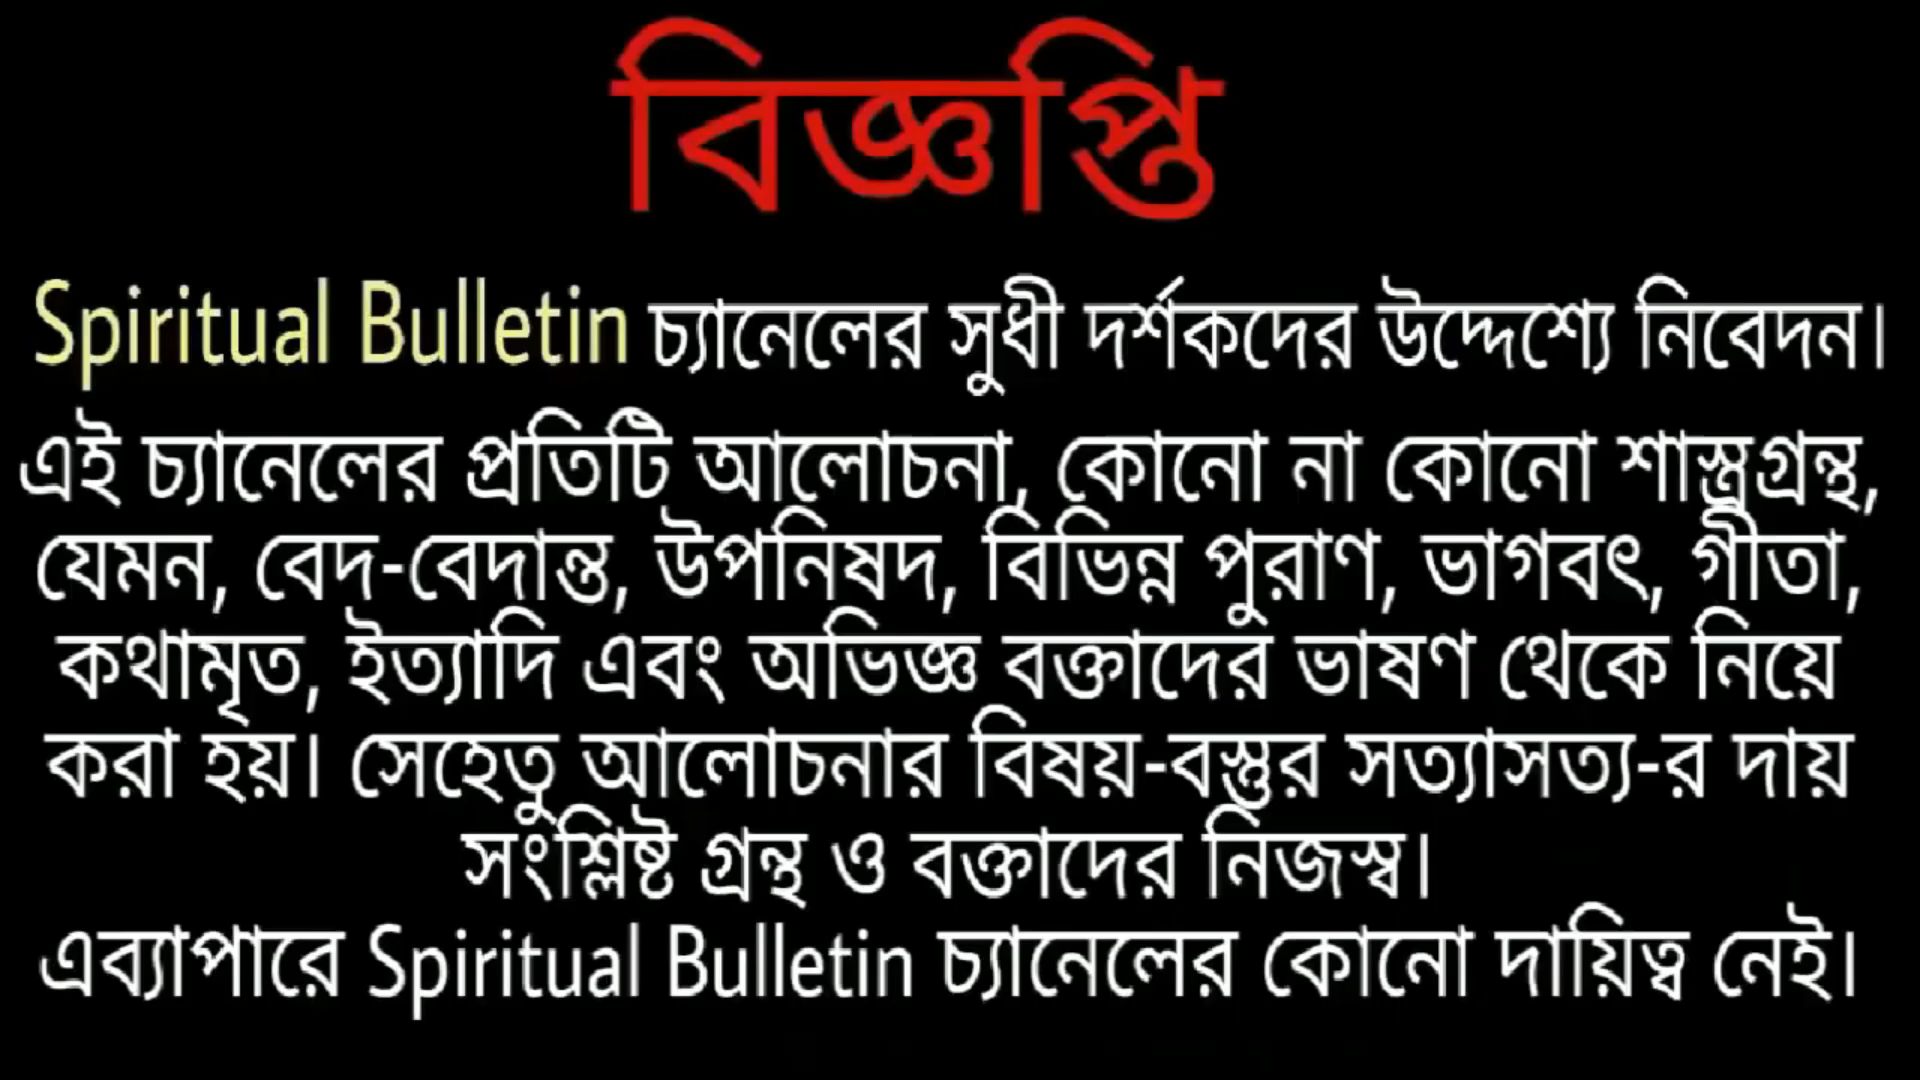 বিজ্ঞপ্তি
Spiritual Bulletin চ্যানেলের সুধী দর্শকদের উদ্দেশ্যে নিবেদন।
এই চ্যানেলের প্রতিটি আলোচনা, কোনো না কোনো শাস্ত্রগ্রন্থ,
যেমন, বেদ-বেদান্ত, উপনিষদ, বিভিন্ন পুরাণ, ভাগবৎ, গীতা,
কথামৃত, ইত্যাদি এবং অভিজ্ঞ বক্তাদের ভাষণ থেকে নিয়ে
করা হয়। সেহেতু আলোচনার বিষয়-বস্তুর সত্যাসত্য-র দায়
সংশ্লিষ্ট গ্রন্থ ও বক্তাদের নিজস্ব।
এব্যাপারে Spiritual Bulletin চ্যানেলের কোনো দায়িত্ব নেই।